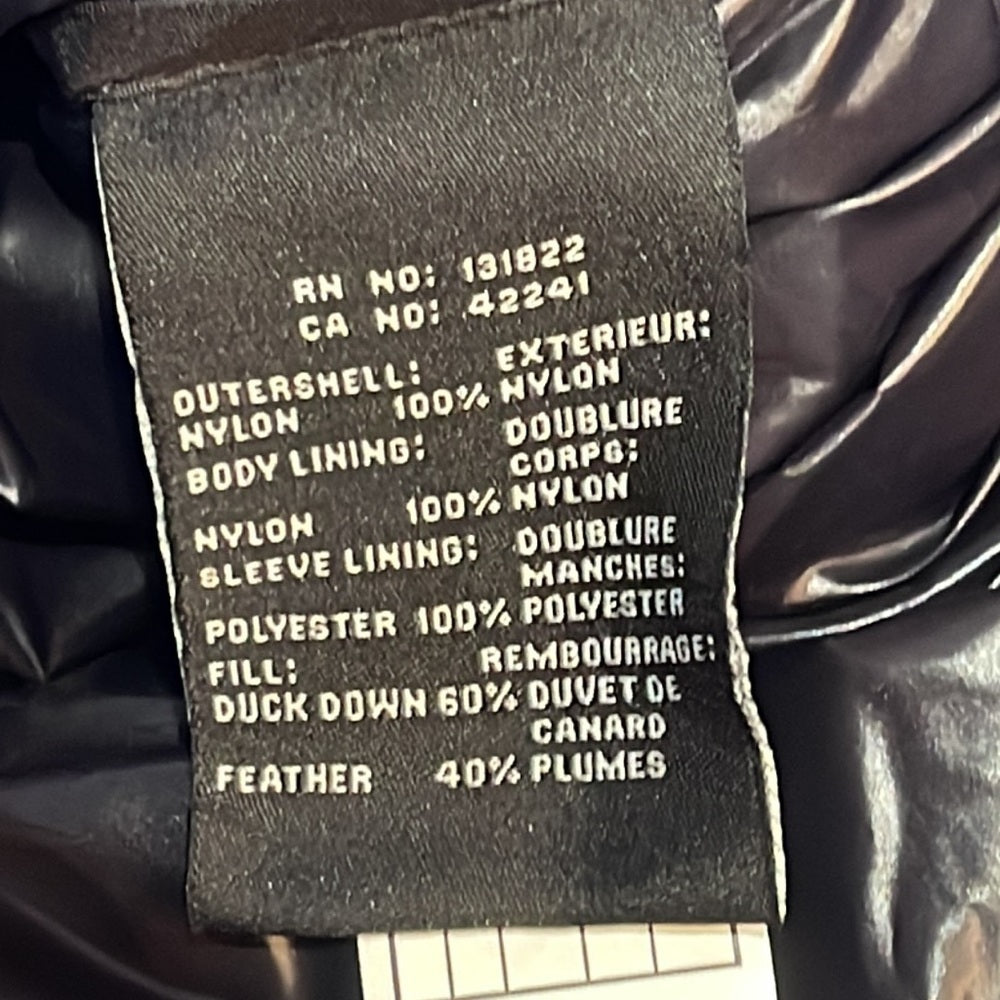 RN NO: 131822
CA NO: 42241
OUTERSHELL: EXTERIEUR:
NYLON 100% NYLON
BODY LINING: DOUBLURE
CORPS:
NYLON 100% NYLON
SLEEVE LINING: DOUBLURE
MANCHES:
POLYESTER 100% POLYESTER
FILL: REMBOURRAGE:
DUCK DOWN 60% DUVET DE
CANARD
FEATHER 40% PLUMES